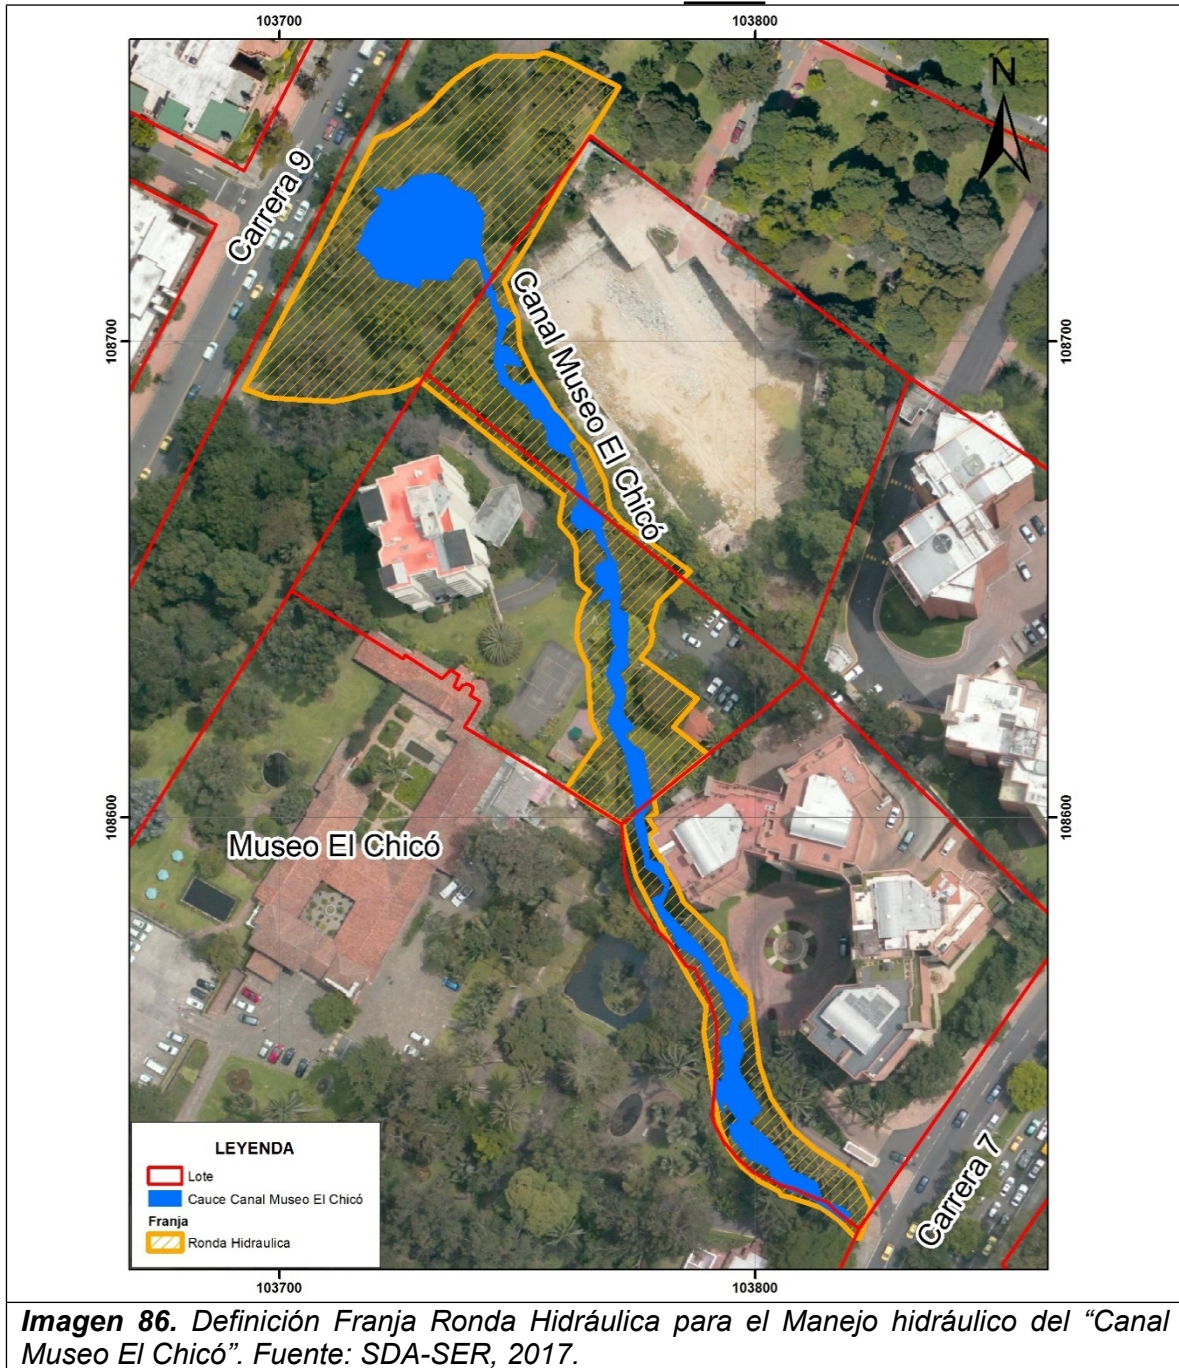 103700
103800
N
Carrera 9
Canal Museo El Chicó
108700
108700
108600
108600
Museo El Chicó
Carrera 7
LEYENDA
Lote
Cauce Canal Museo El Chicó
Franja
Ronda Hidraulica
103700
103800
Imagen 86. Definición Franja Ronda Hidráulica para el Manejo hidráulico del “Canal
Museo El Chicó”. Fuente: SDA-SER, 2017.